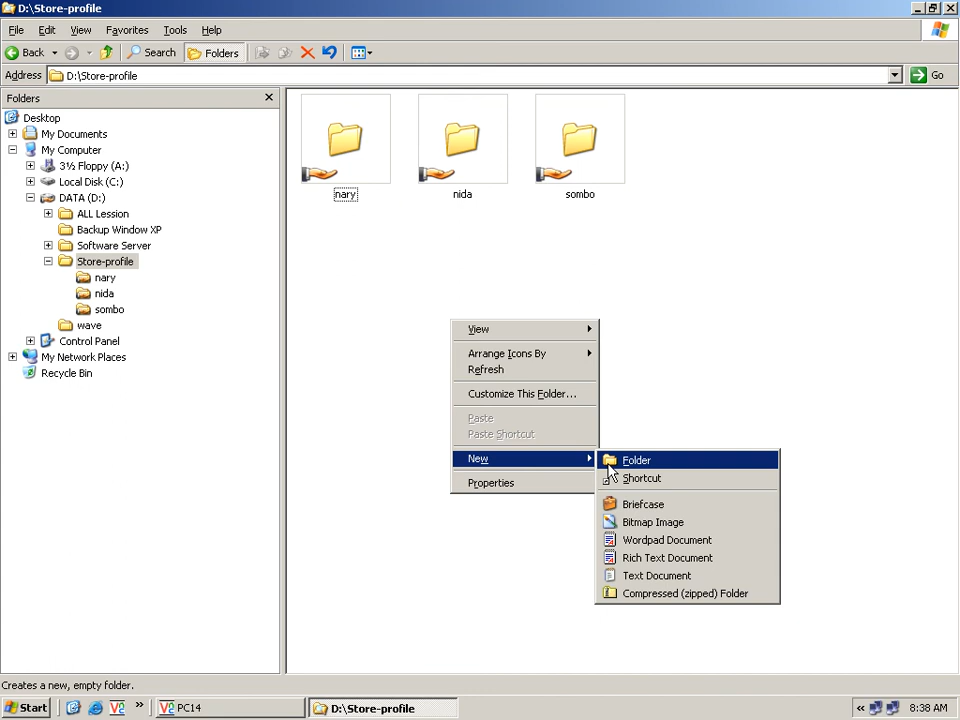 D:\Store-profile
File Edit View Favorites Tools Help
Back Search Folders
Address D:\Store-profile Go
Folders
Desktop
My Documents
My Computer
3½ Floppy (A:)
Local Disk (C:)
DATA (D:)
ALL Lession
Backup Window XP
Software Server
Store-profile
nary
nida
sombo
wave
Control Panel
My Network Places
Recycle Bin
nary nida sombo
View
Arrange Icons By
Refresh
Customize This Folder...
Paste
Paste Shortcut
New
Properties
Folder
Shortcut
Briefcase
Bitmap Image
Wordpad Document
Rich Text Document
Text Document
Compressed (zipped) Folder
Creates a new, empty folder.
Start » PC14 D:\Store-profile « 8:38 AM